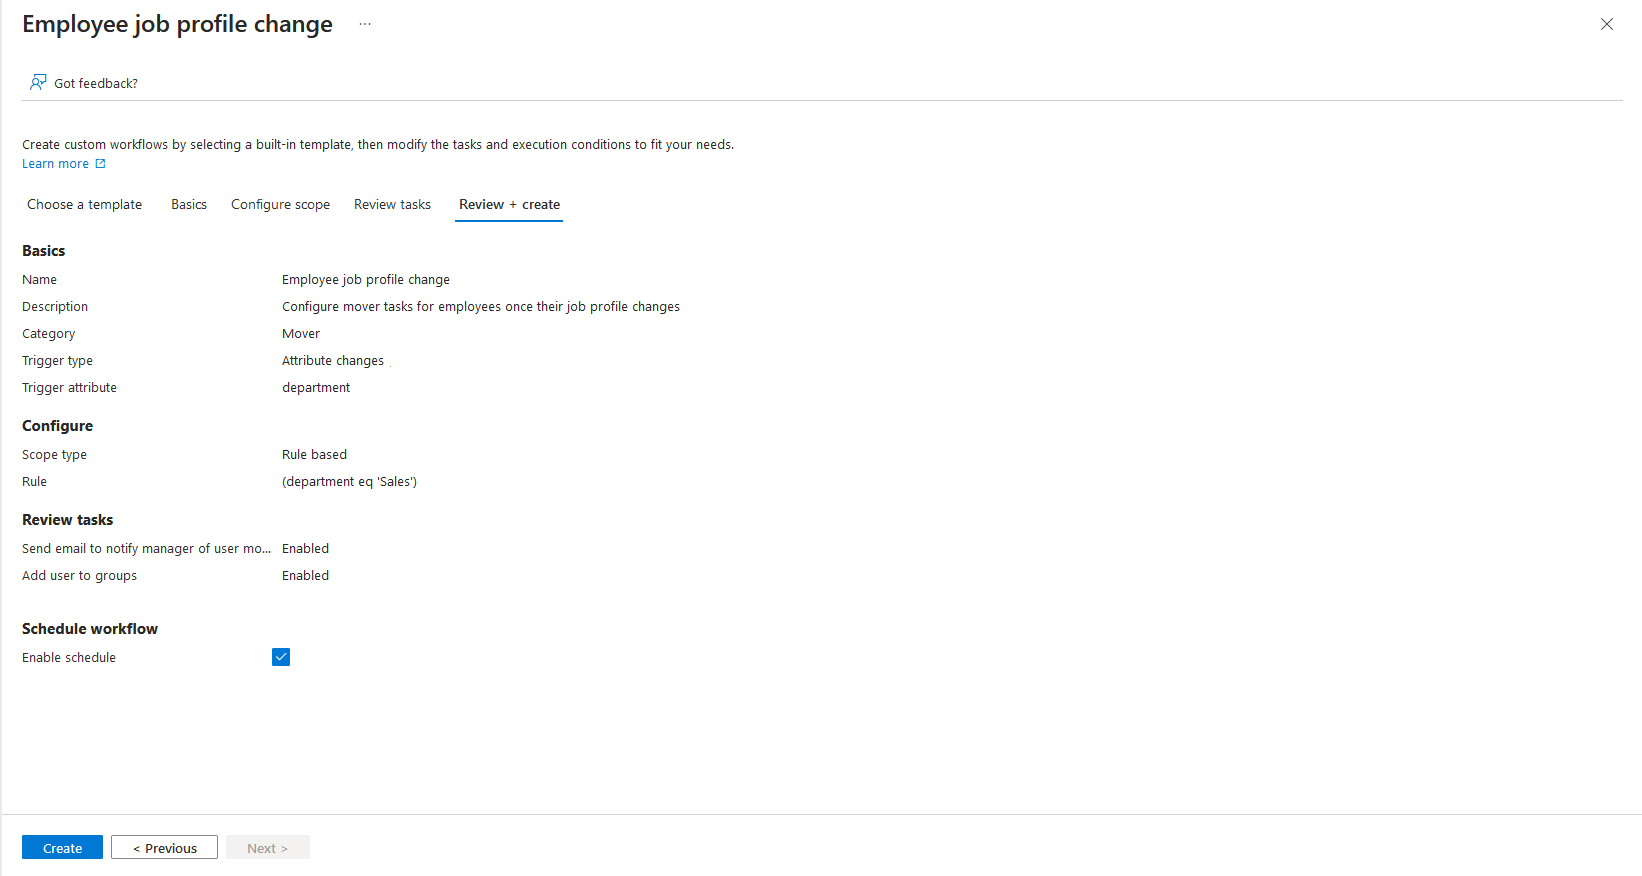 Employee job profile change ...
Got feedback?
Create custom workflows by selecting a built-in template, then modify the tasks and execution conditions to fit your needs.
Learn more
Choose a template Basics Configure scope Review tasks Review + create
Basics
Name Employee job profile change
Description Configure mover tasks for employees once their job profile changes
Category Mover
Trigger type Attribute changes
Trigger attribute department
Configure
Scope type Rule based
Rule (department eq 'Sales')
Review tasks
Send email to notify manager of user mo... Enabled
Add user to groups Enabled
Schedule workflow
Enable schedule
Create < Previous Next >